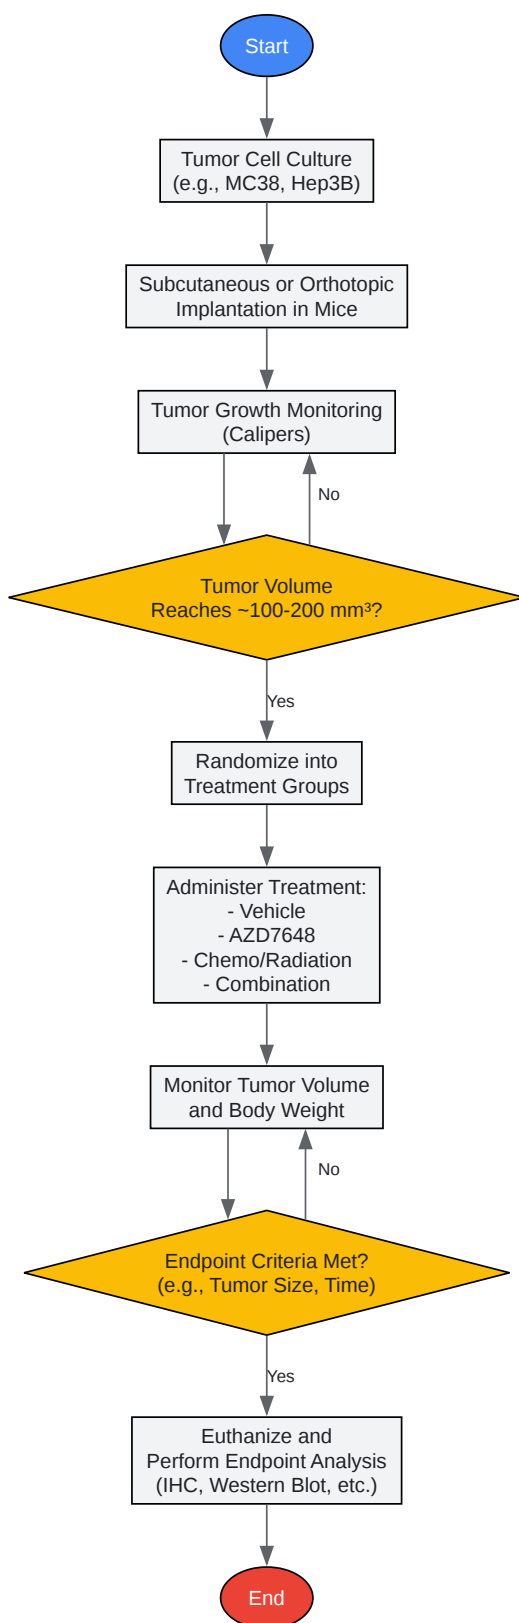 Start
Tumor Cell Culture
(e.g., MC38, Hep3B)
Subcutaneous or Orthotopic
Implantation in Mice
Tumor Growth Monitoring
(Calipers)
No
Tumor Volume
Reaches ~100-200 mm³?
Yes
Randomize into
Treatment Groups
Administer Treatment:
- Vehicle
- AZD7648
- Chemo/Radiation
- Combination
Monitor Tumor Volume
and Body Weight
No
Endpoint Criteria Met?
(e.g., Tumor Size, Time)
Yes
Euthanize and
Perform Endpoint Analysis
(IHC, Western Blot, etc.)
End